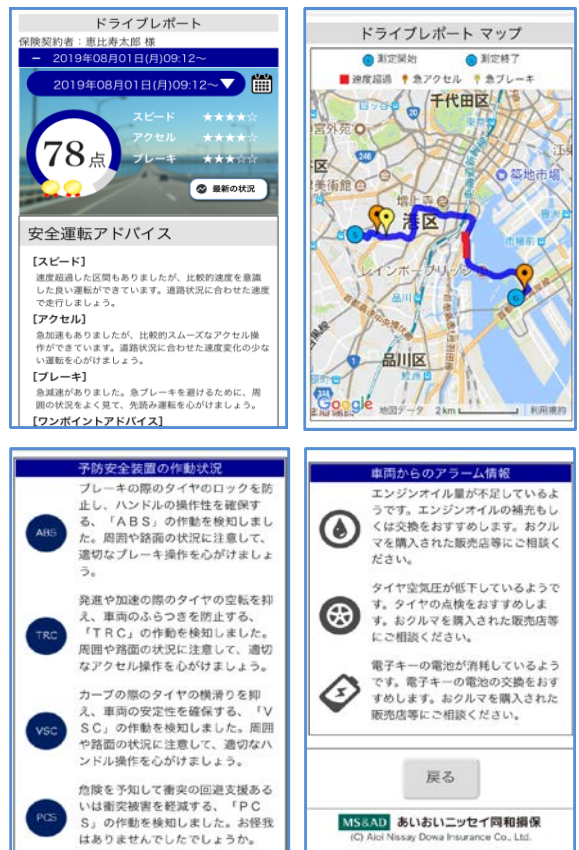 ドライブレポート
保険契約者：恵比寿太郎 様
− 2019年08月01日(月)09:12～
2019年08月01日(月)09:12～▼
スピード ★★★★☆
アクセル ★★★★☆
ブレーキ ★★★☆☆
78点
最新の状況
安全運転アドバイス
[スピード]
速度超過した区間もありましたが、比較的速度を意識
した良い運転ができています。道路状況に合わせた速度
で走行しましょう。
[アクセル]
急加速もありましたが、比較的スムーズなアクセル操
作ができています。道路状況に合わせた速度変化の少な
い運転を心がけましょう。
[ブレーキ]
急減速がありました。急ブレーキを避けるために、周
囲の状況をよく見て、先読み運転を心がけましょう。
[ワンポイントアドバイス]
ドライブレポート マップ
測定開始 測定終了
速度超過 急アクセル 急ブレーキ
千代田区
246
築地市場
美術館
増上寺
港区
市場前
レインボーブリッジ
品川
品川区
1
Google 地図データ 2 km 利用規約
予防安全装置の作動状況
ABS
ブレーキの際のタイヤのロックを防
止し、ハンドルの操作性を確保す
る、「ＡＢＳ」の作動を検知しまし
た。周囲や路面の状況に注意して、
適切なブレーキ操作を心がけましょ
う。
TRC
発進や加速の際のタイヤの空転を抑
え、車両のふらつきを防止する、
「ＴＲＣ」の作動を検知しました。
周囲や路面の状況に注意して、適切
なアクセル操作を心がけましょう。
VSC
カーブの際のタイヤの横滑りを抑
え、車両の安定性を確保する、「Ｖ
ＳＣ」の作動を検知しました。周囲
や路面の状況に注意して、適切なハ
ンドル操作を心がけましょう。
PCS
危険を予知して衝突の回避支援ある
いは衝突被害を軽減する、「ＰＣ
Ｓ」の作動を検知しました。お怪我
はありませんでしたでしょうか。
車両からのアラーム情報
エンジンオイル量が不足しているよ
うです。エンジンオイルの補充もし
くは交換をおすすめします。おクル
マを購入された販売店等にご相談く
ださい。
タイヤ空気圧が低下しているようで
す。タイヤの点検をおすすめしま
す。おクルマを購入された販売店等
にご相談ください。
電子キーの電池が消耗しているよう
です。電子キーの電池の交換をおす
すめします。おクルマを購入された
販売店等にご相談ください。
戻る
MS&AD あいおいニッセイ同和損保
(C) Aioi Nissay Dowa Insurance Co., Ltd.